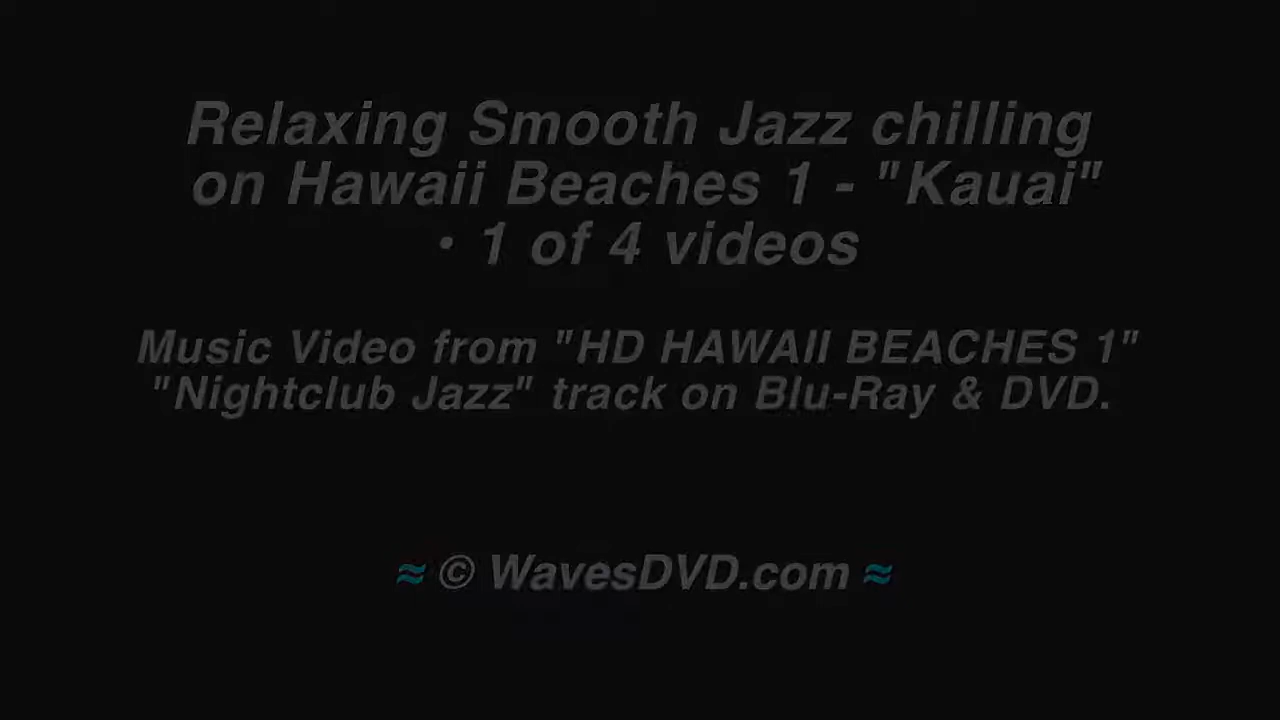 Relaxing Smooth Jazz chilling
on Hawaii Beaches 1 - "Kauai"
• 1 of 4 videos
Music Video from "HD HAWAII BEACHES 1"
"Nightclub Jazz" track on Blu-Ray & DVD.
≈ © WavesDVD.com ≈